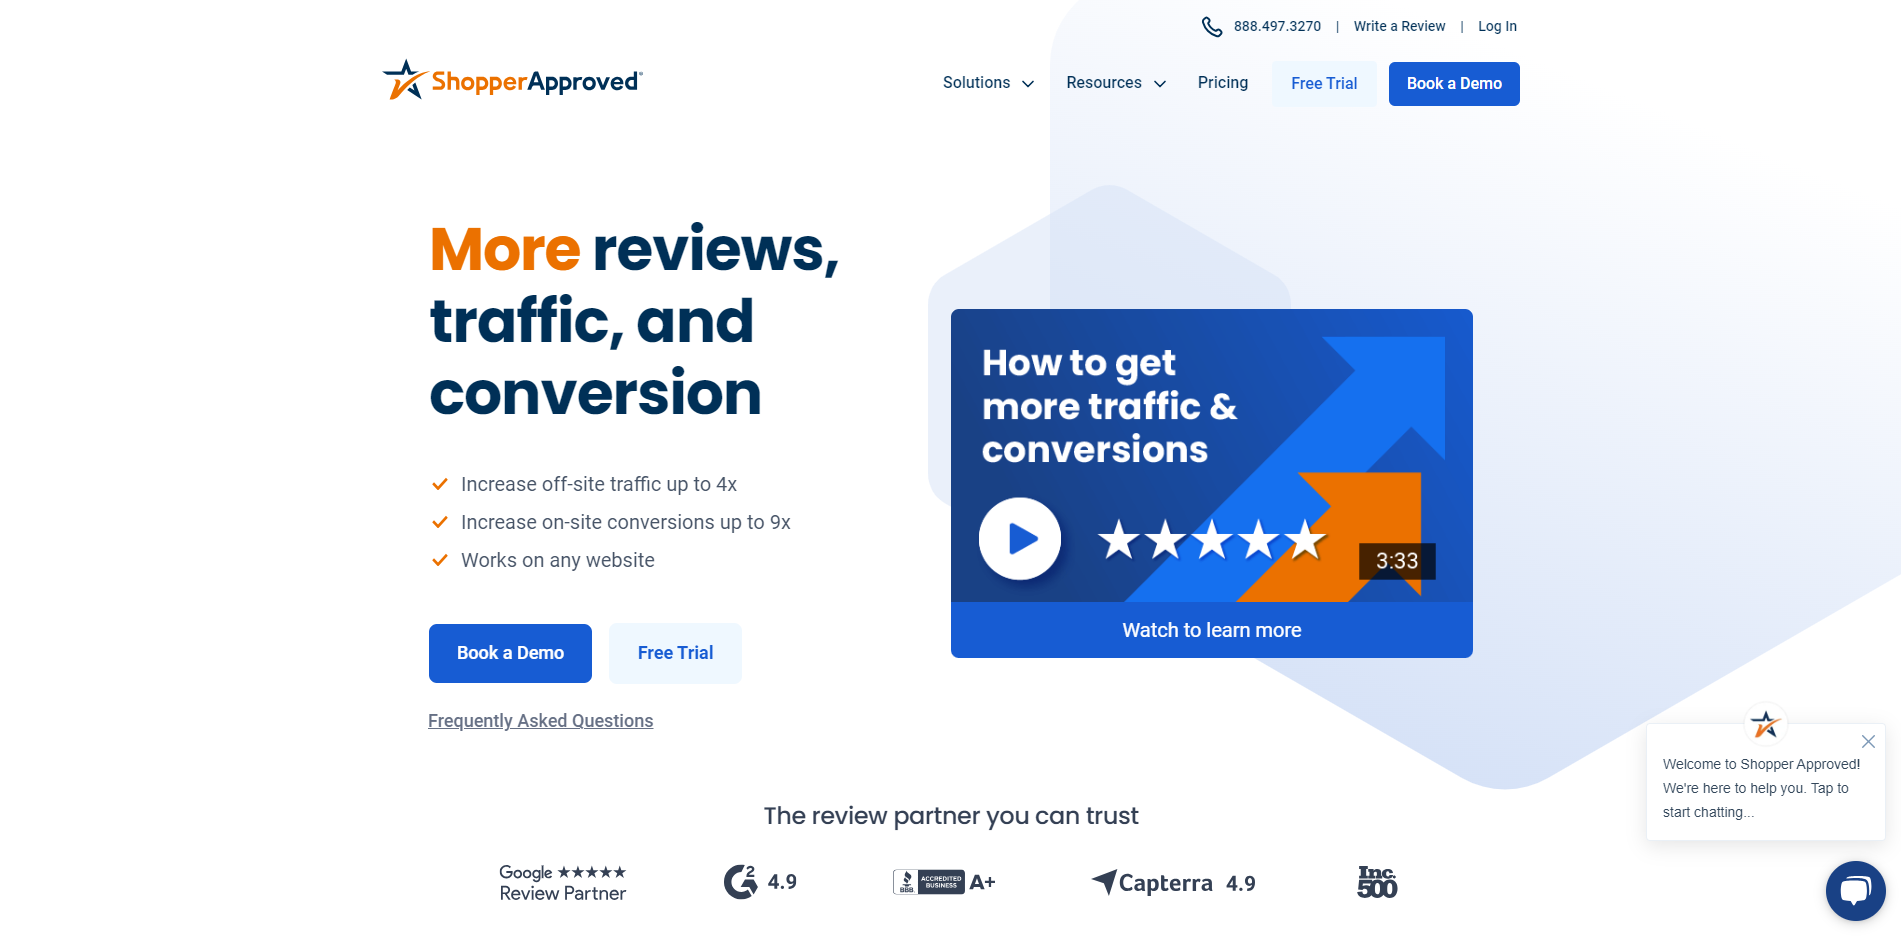 888.497.3270 | Write a Review | Log In
ShopperApproved®
Solutions Resources Pricing Free Trial Book a Demo
More reviews,
traffic, and
conversion
Increase off-site traffic up to 4x
Increase on-site conversions up to 9x
Works on any website
Book a Demo Free Trial
Frequently Asked Questions
How to get
more traffic &
conversions
3:33
Watch to learn more
Welcome to Shopper Approved!
We're here to help you. Tap to
start chatting...
The review partner you can trust
Google ★★★★★
Review Partner
G2 4.9
BBB ACCREDITED
BUSINESS A+
Capterra 4.9
Inc.
500